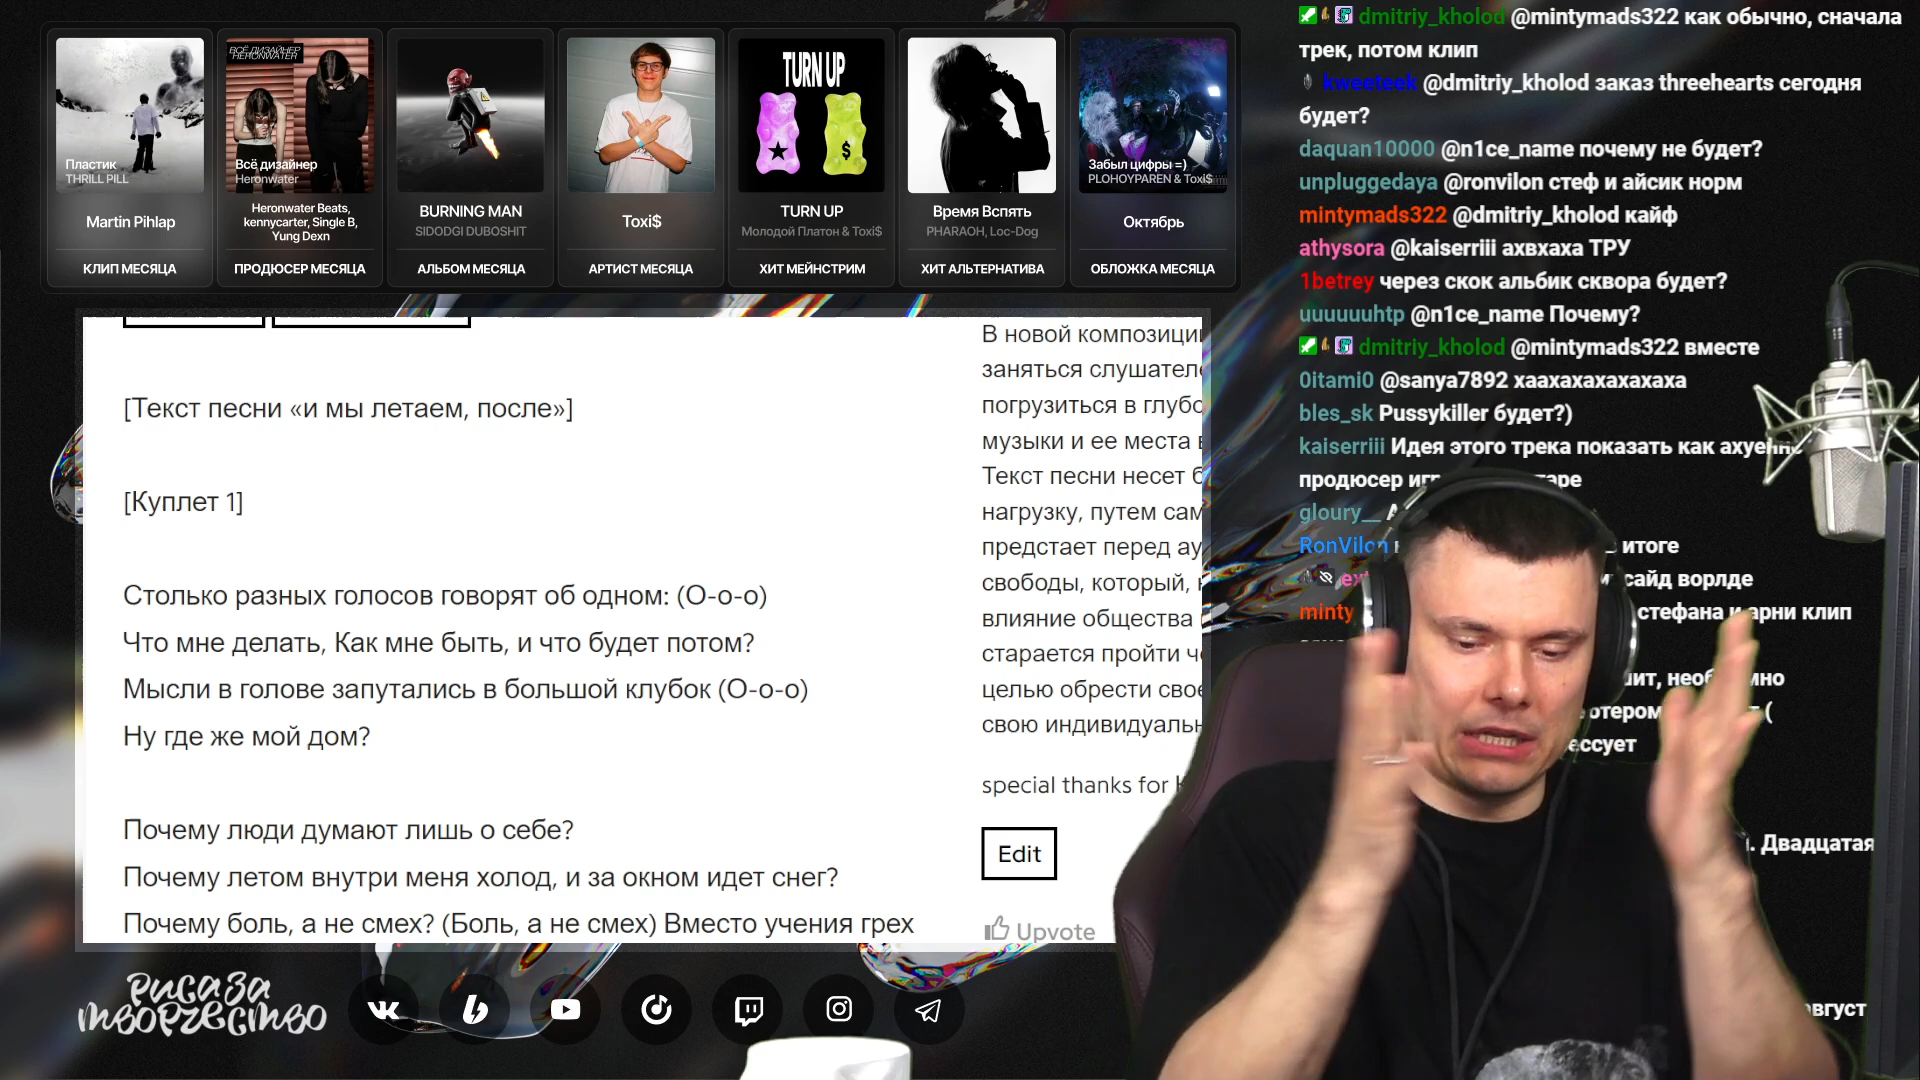 Пластик
THRILL PILL
Martin Pihlap
КЛИП МЕСЯЦА
ВСЁ ДИЗАЙНЕР
HERONWATER
Всё дизайнер
Heronwater
Heronwater Beats,
kennycarter, Single B,
Yung Dexn
ПРОДЮСЕР МЕСЯЦА
BURNING MAN
SIDODGI DUBOSHIT
АЛЬБОМ МЕСЯЦА
Toxi$
АРТИСТ МЕСЯЦА
TURN UP
$
TURN UP
Молодой Платон & Toxi$
ХИТ МЕЙНСТРИМ
Время Вспять
PHARAOH, Loc-Dog
ХИТ АЛЬТЕРНАТИВА
Забыл цифры =)
PLOHOYPAREN & Toxi$
Октябрь
ОБЛОЖКА МЕСЯЦА
[Текст песни «и мы летаем, после»]
[Куплет 1]
Столько разных голосов говорят об одном: (О-о-о)
Что мне делать, Как мне быть, и что будет потом?
Мысли в голове запутались в большой клубок (О-о-о)
Ну где же мой дом?
Почему люди думают лишь о себе?
Почему летом внутри меня холод, и за окном идет снег?
Почему боль, а не смех? (Боль, а не смех) Вместо учения грех
В новой композици
заняться слушател
погрузиться в глубо
музыки и ее места
Текст песни несет
нагрузку, путем сам
предстает перед ау
свободы, который,
влияние общества
старается пройти ч
целью обрести свое
свою индивидуальн
special thanks for
Edit
Upvote
dmitriy_kholod @mintymads322 как обычно, сначала
трек, потом клип
kweeteek @dmitriy_kholod заказ threehearts сегодня
будет?
daquan10000 @n1ce_name почему не будет?
unpluggedaya @ronvilon стеф и айсик норм
mintymads322 @dmitriy_kholod кайф
athysora @kaiserriii ахвхаха ТРУ
1betrey через скок альбик сквора будет?
uuuuuuhtp @n1ce_name Почему?
dmitriy_kholod @mintymads322 вместе
0itami0 @sanya7892 хаахахахахахаха
bles_sk Pussykiller будет?)
kaiserriii Идея этого трека показать как ахуенно
продюсер
gloury__
RonVilon итоге
сайд ворлде
minty стефана и арни клип
. Двадцатая
август
рисаза
творчество